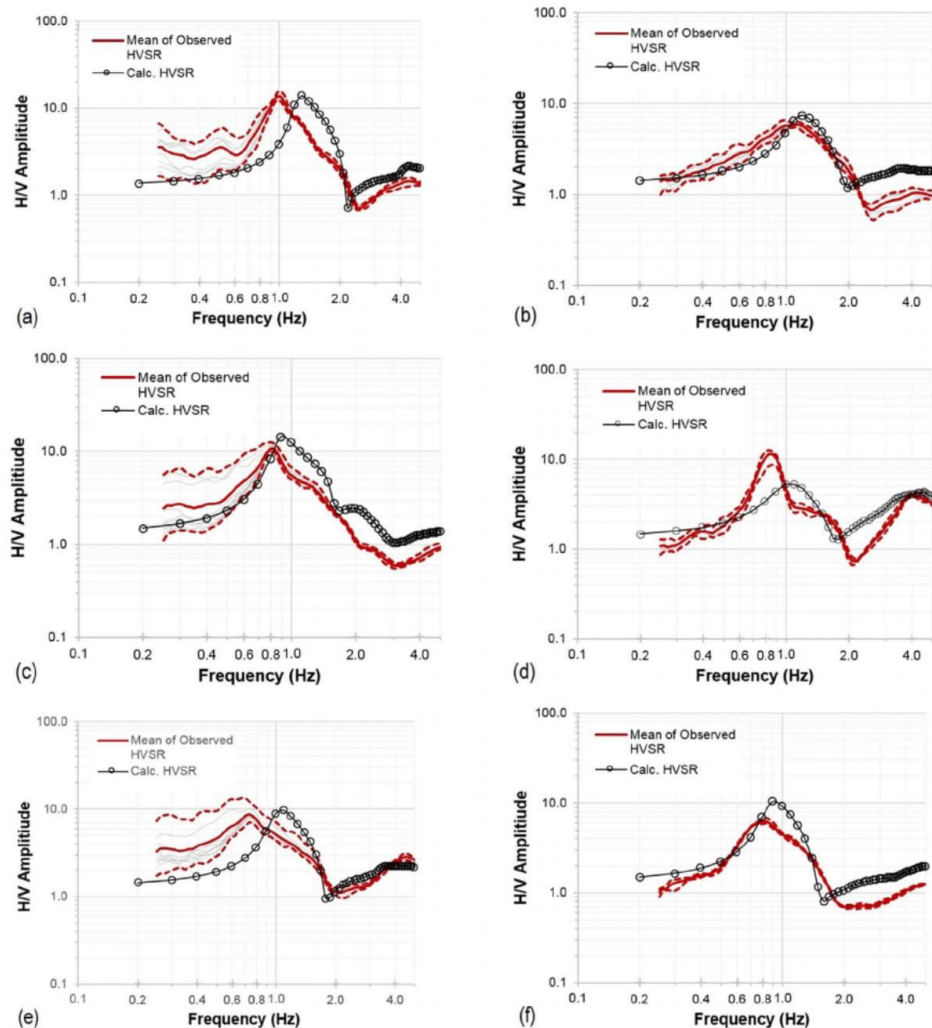 100.0
10.0
1.0
0.1
H/V Amplitiude
Mean of Observed
HVSR
Calc. HVSR
0.1 0.2 0.4 0.6 0.8 1.0 2.0 4.0
Frequency (Hz)
(a)
100.0
10.0
1.0
0.1
H/V Amplitiude
Mean of Observed
HVSR
Calc. HVSR
0.1 0.2 0.4 0.6 0.8 1.0 2.0 4.0
Frequency (Hz)
(b)
100.0
10.0
1.0
0.1
H/V Amplitiude
Mean of Observed
HVSR
Calc. HVSR
0.1 0.2 0.4 0.6 0.8 1.0 2.0 4.0
Frequency (Hz)
(c)
100.0
10.0
1.0
0.1
H/V Amplitiude
Mean of Observed
HVSR
Calc. HVSR
0.1 0.2 0.4 0.6 0.8 1.0 2.0 4.0
Frequency (Hz)
(d)
100.0
10.0
1.0
0.1
H/V Amplitiude
Mean of Observed
HVSR
Calc. HVSR
0.1 0.2 0.4 0.6 0.8 1.0 2.0 4.0
Frequency (Hz)
(e)
100.0
10.0
1.0
0.1
H/V Amplitiude
Mean of Observed
HVSR
Calc. HVSR
0.1 0.2 0.4 0.6 0.8 1.0 2.0 4.0
Frequency (Hz)
(f)